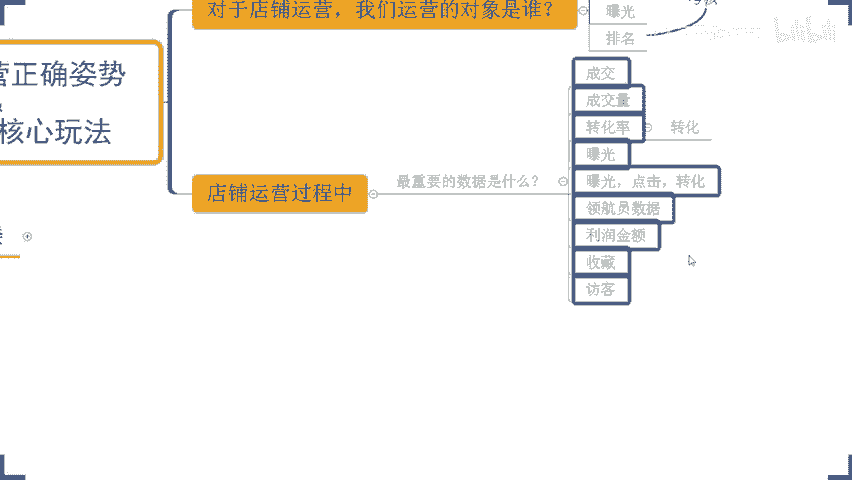 对于店铺运营，我们运营的对象是谁？
曝光
排名
营正确姿势
核心玩法
店铺运营过程中
最重要的数据是什么？
成交
成交量
转化率
转化
曝光
曝光，点击，转化
领航员数据
利润金额
收藏
访客
bilibili